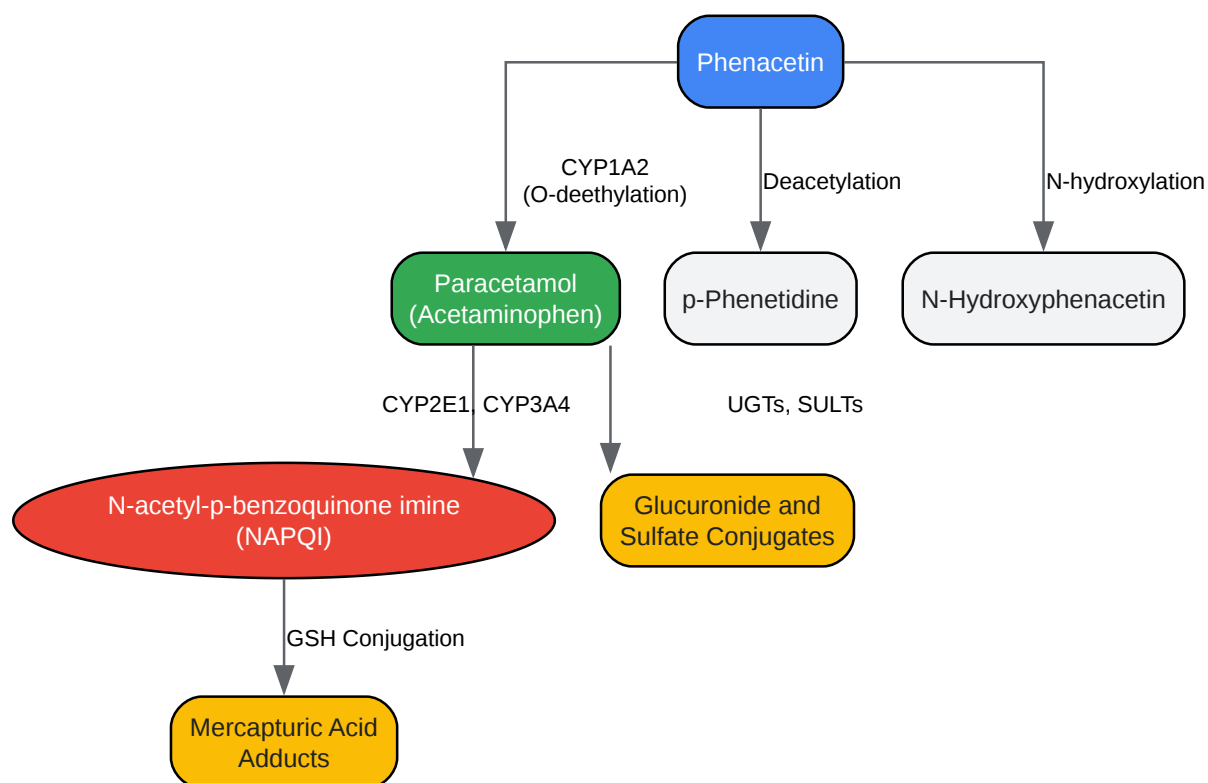 Phenacetin
CYP1A2
(O-deethylation)
Deacetylation
N-hydroxylation
Paracetamol
(Acetaminophen)
p-Phenetidine
N-Hydroxyphenacetin
CYP2E1, CYP3A4
UGTs, SULTs
N-acetyl-p-benzoquinone imine
(NAPQI)
Glucuronide and
Sulfate Conjugates
GSH Conjugation
Mercapturic Acid
Adducts